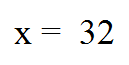 x = 32